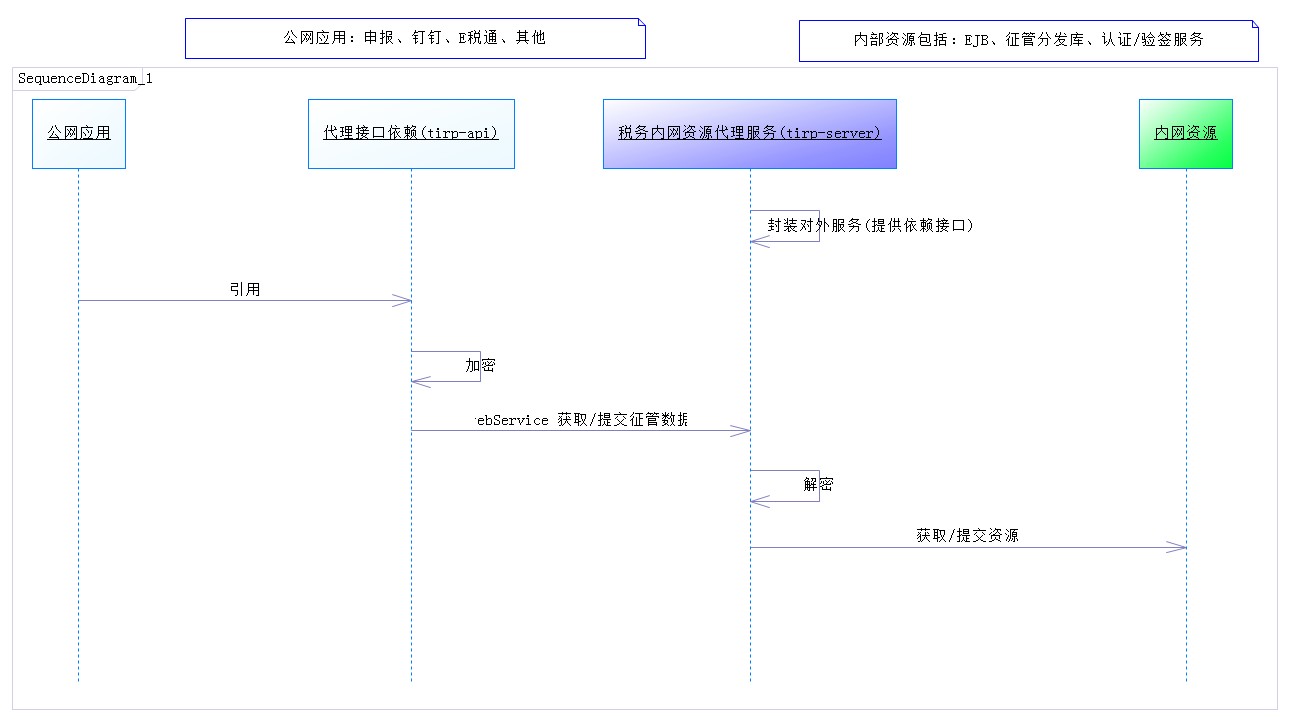 公网应用：申报、钉钉、E税通、其他
内部资源包括：EJB、征管分发库、认证/验签服务
SequenceDiagram_1
公网应用
代理接口依赖(tirp-api)
税务内网资源代理服务(tirp-server)
内网资源
封装对外服务(提供依赖接口)
引用
加密
ebService 获取/提交征管数据
解密
获取/提交资源